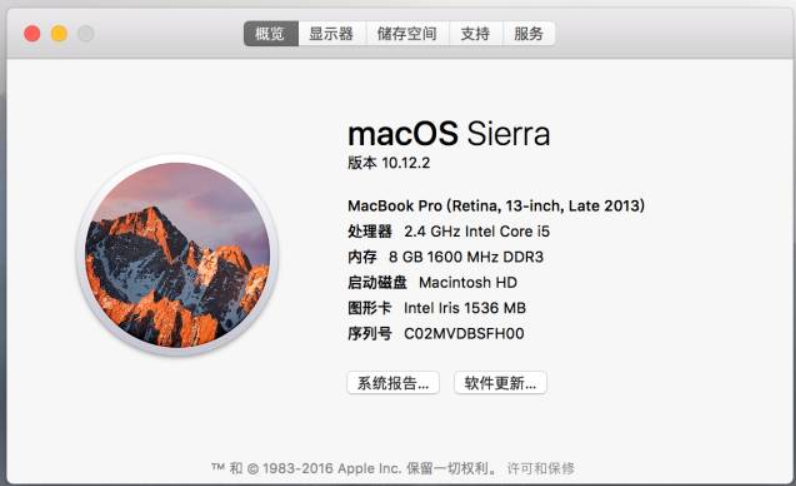 概览 显示器 储存空间 支持 服务
macOS Sierra
版本 10.12.2
MacBook Pro (Retina, 13-inch, Late 2013)
处理器 2.4 GHz Intel Core i5
内存 8 GB 1600 MHz DDR3
启动磁盘 Macintosh HD
图形卡 Intel Iris 1536 MB
序列号 C02MVDBSFH00
系统报告... 软件更新...
™ 和 © 1983-2016 Apple Inc. 保留一切权利。 许可和保修